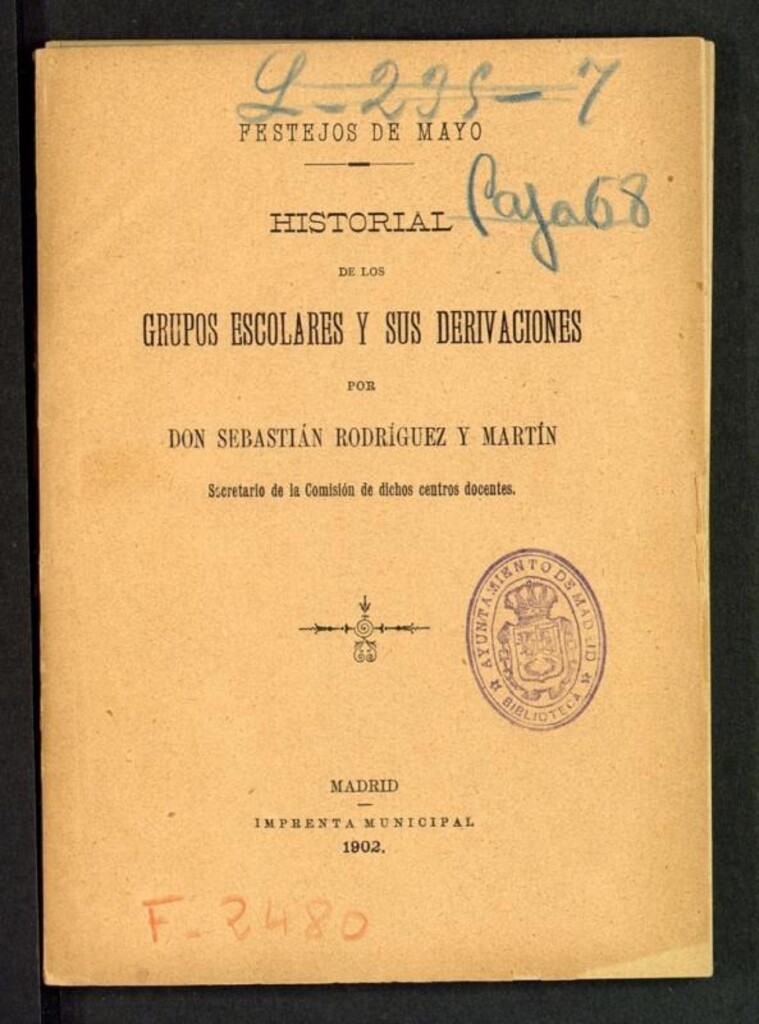 L-235-7
FESTEJOS DE MAYO
HISTORIAL
Caja 68
DE LOS
GRUPOS ESCOLARES Y SUS DERIVACIONES
POR
DON SEBASTIÁN RODRÍGUEZ Y MARTÍN
Secretario de la Comisión de dichos centros docentes.
AYUNTAMIENTO DE MADRID
BIBLIOTECA
MADRID
IMPRENTA MUNICIPAL
1902.
F-2480